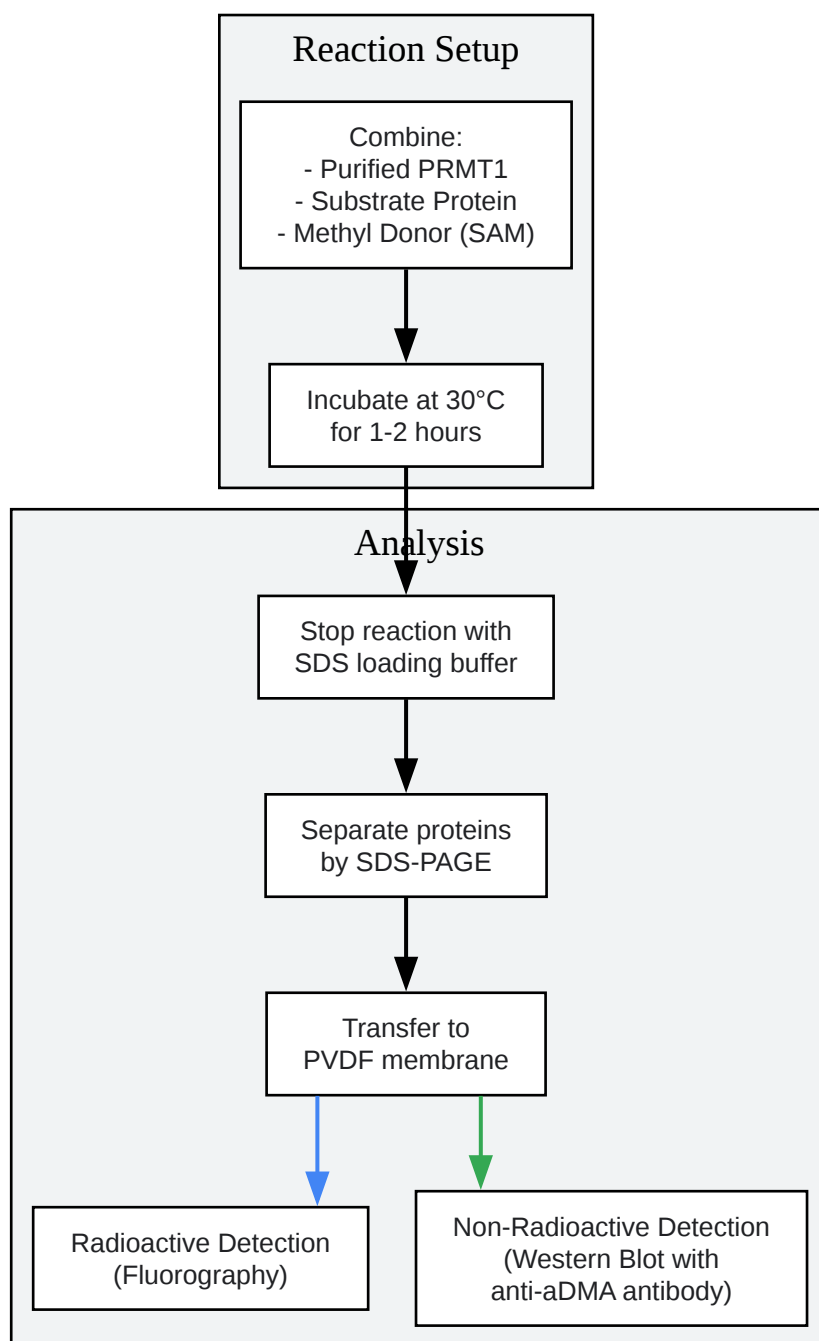 Reaction Setup
Combine:
- Purified PRMT1
- Substrate Protein
- Methyl Donor (SAM)
Incubate at 30°C
for 1-2 hours
Analysis
Stop reaction with
SDS loading buffer
Separate proteins
by SDS-PAGE
Transfer to
PVDF membrane
Radioactive Detection
(Fluorography)
Non-Radioactive Detection
(Western Blot with
anti-aDMA antibody)